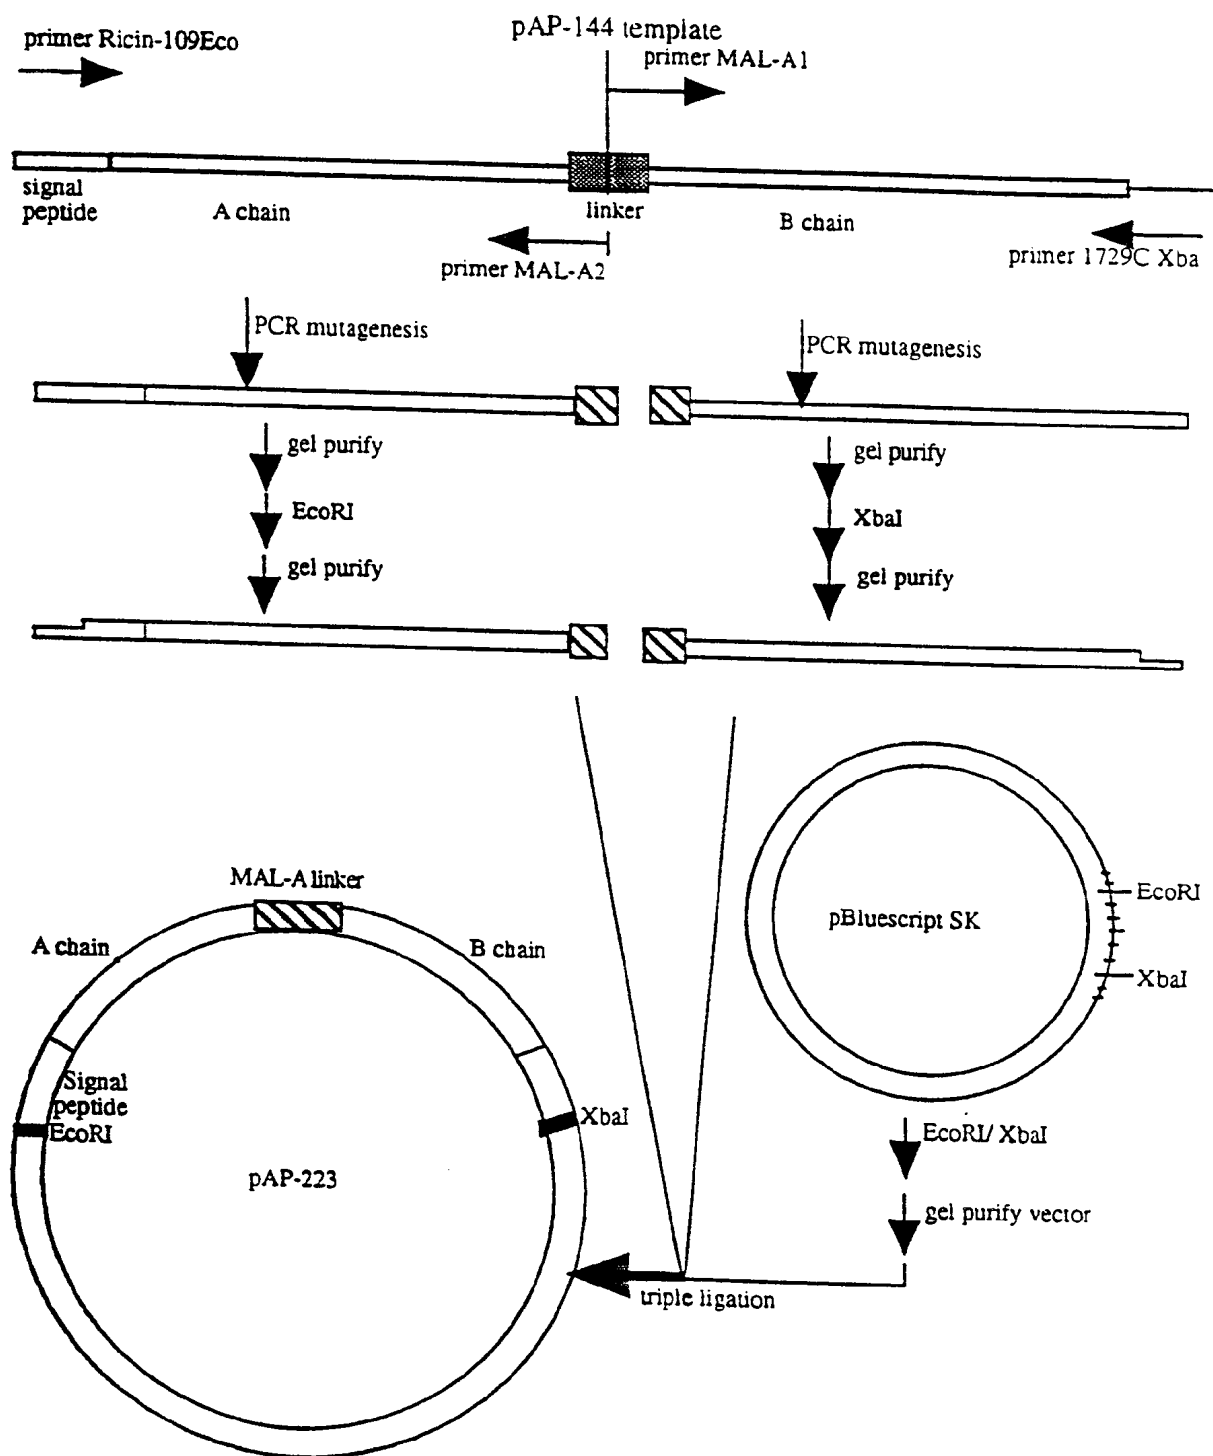 primer Ricin-109Eco
pAP-144 template
primer MAL-A1
signal
peptide
A chain
linker
B chain
primer MAL-A2
primer 1729C Xba
PCR mutagenesis
PCR mutagenesis
gel purify
gel purify
EcoRI
XbaI
gel purify
gel purify
MAL-A linker
A chain
B chain
pBluescript SK
EcoRI
XbaI
Signal
peptide
EcoRI
XbaI
pAP-223
EcoRI/ XbaI
gel purify vector
triple ligation